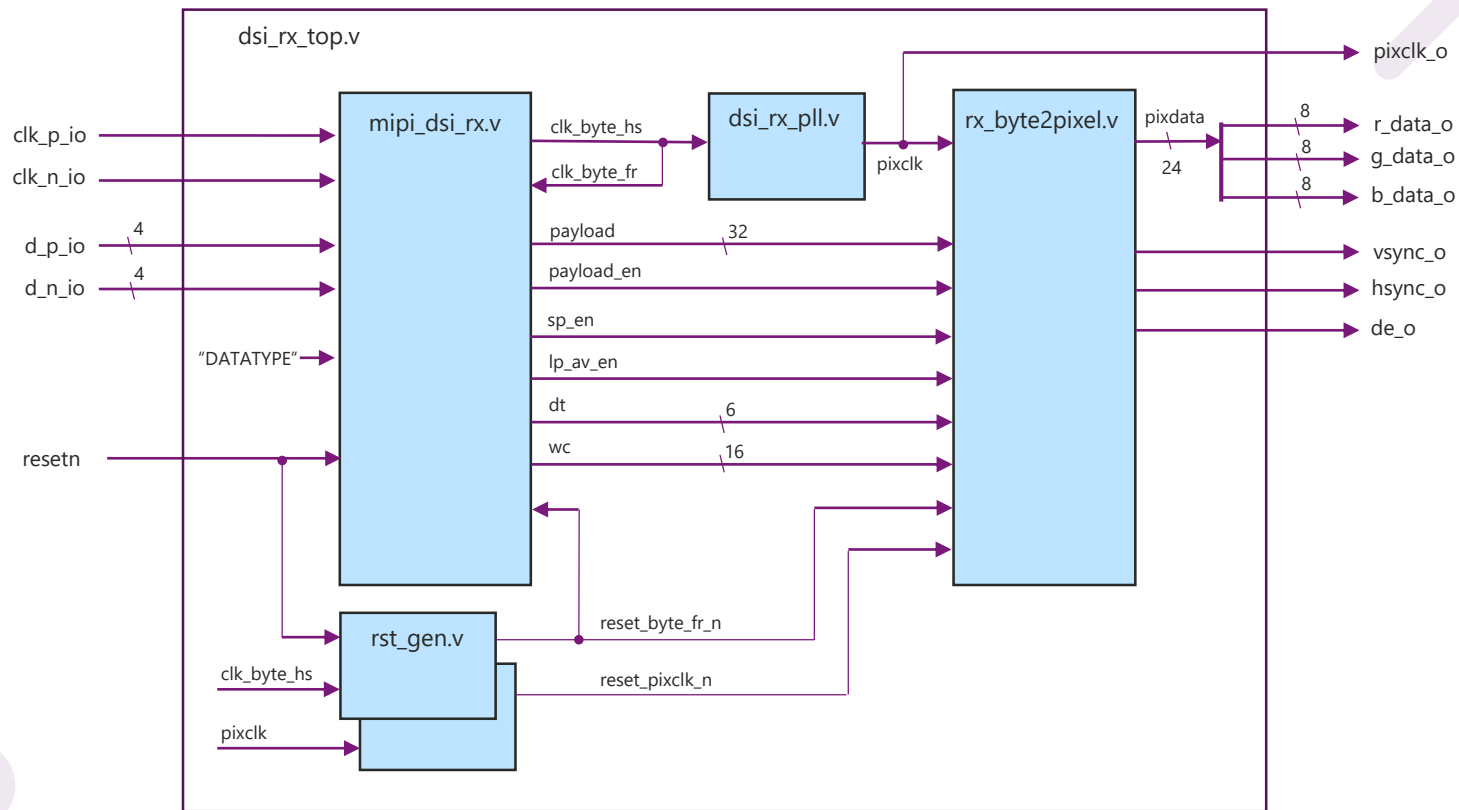 dsi_rx_top.v
pixclk_o
clk_p_io
clk_n_io
d_p_io
4
d_n_io
4
"DATATYPE"
resetn
mipi_dsi_rx.v
clk_byte_hs
clk_byte_fr
dsi_rx_pll.v
pixclk
rx_byte2pixel.v
pixdata
24
8
r_data_o
8
g_data_o
8
b_data_o
payload
32
payload_en
sp_en
lp_av_en
dt
6
wc
16
vsync_o
hsync_o
de_o
rst_gen.v
reset_byte_fr_n
clk_byte_hs
reset_pixclk_n
pixclk